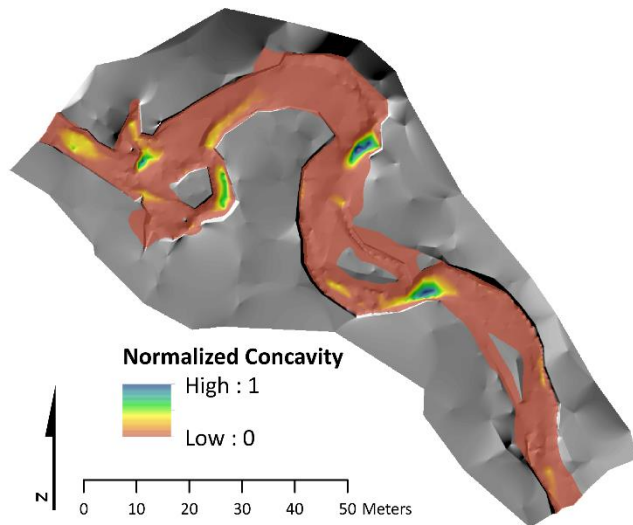 Normalized Concavity
High : 1
Low : 0
N
0 10 20 30 40 50 Meters